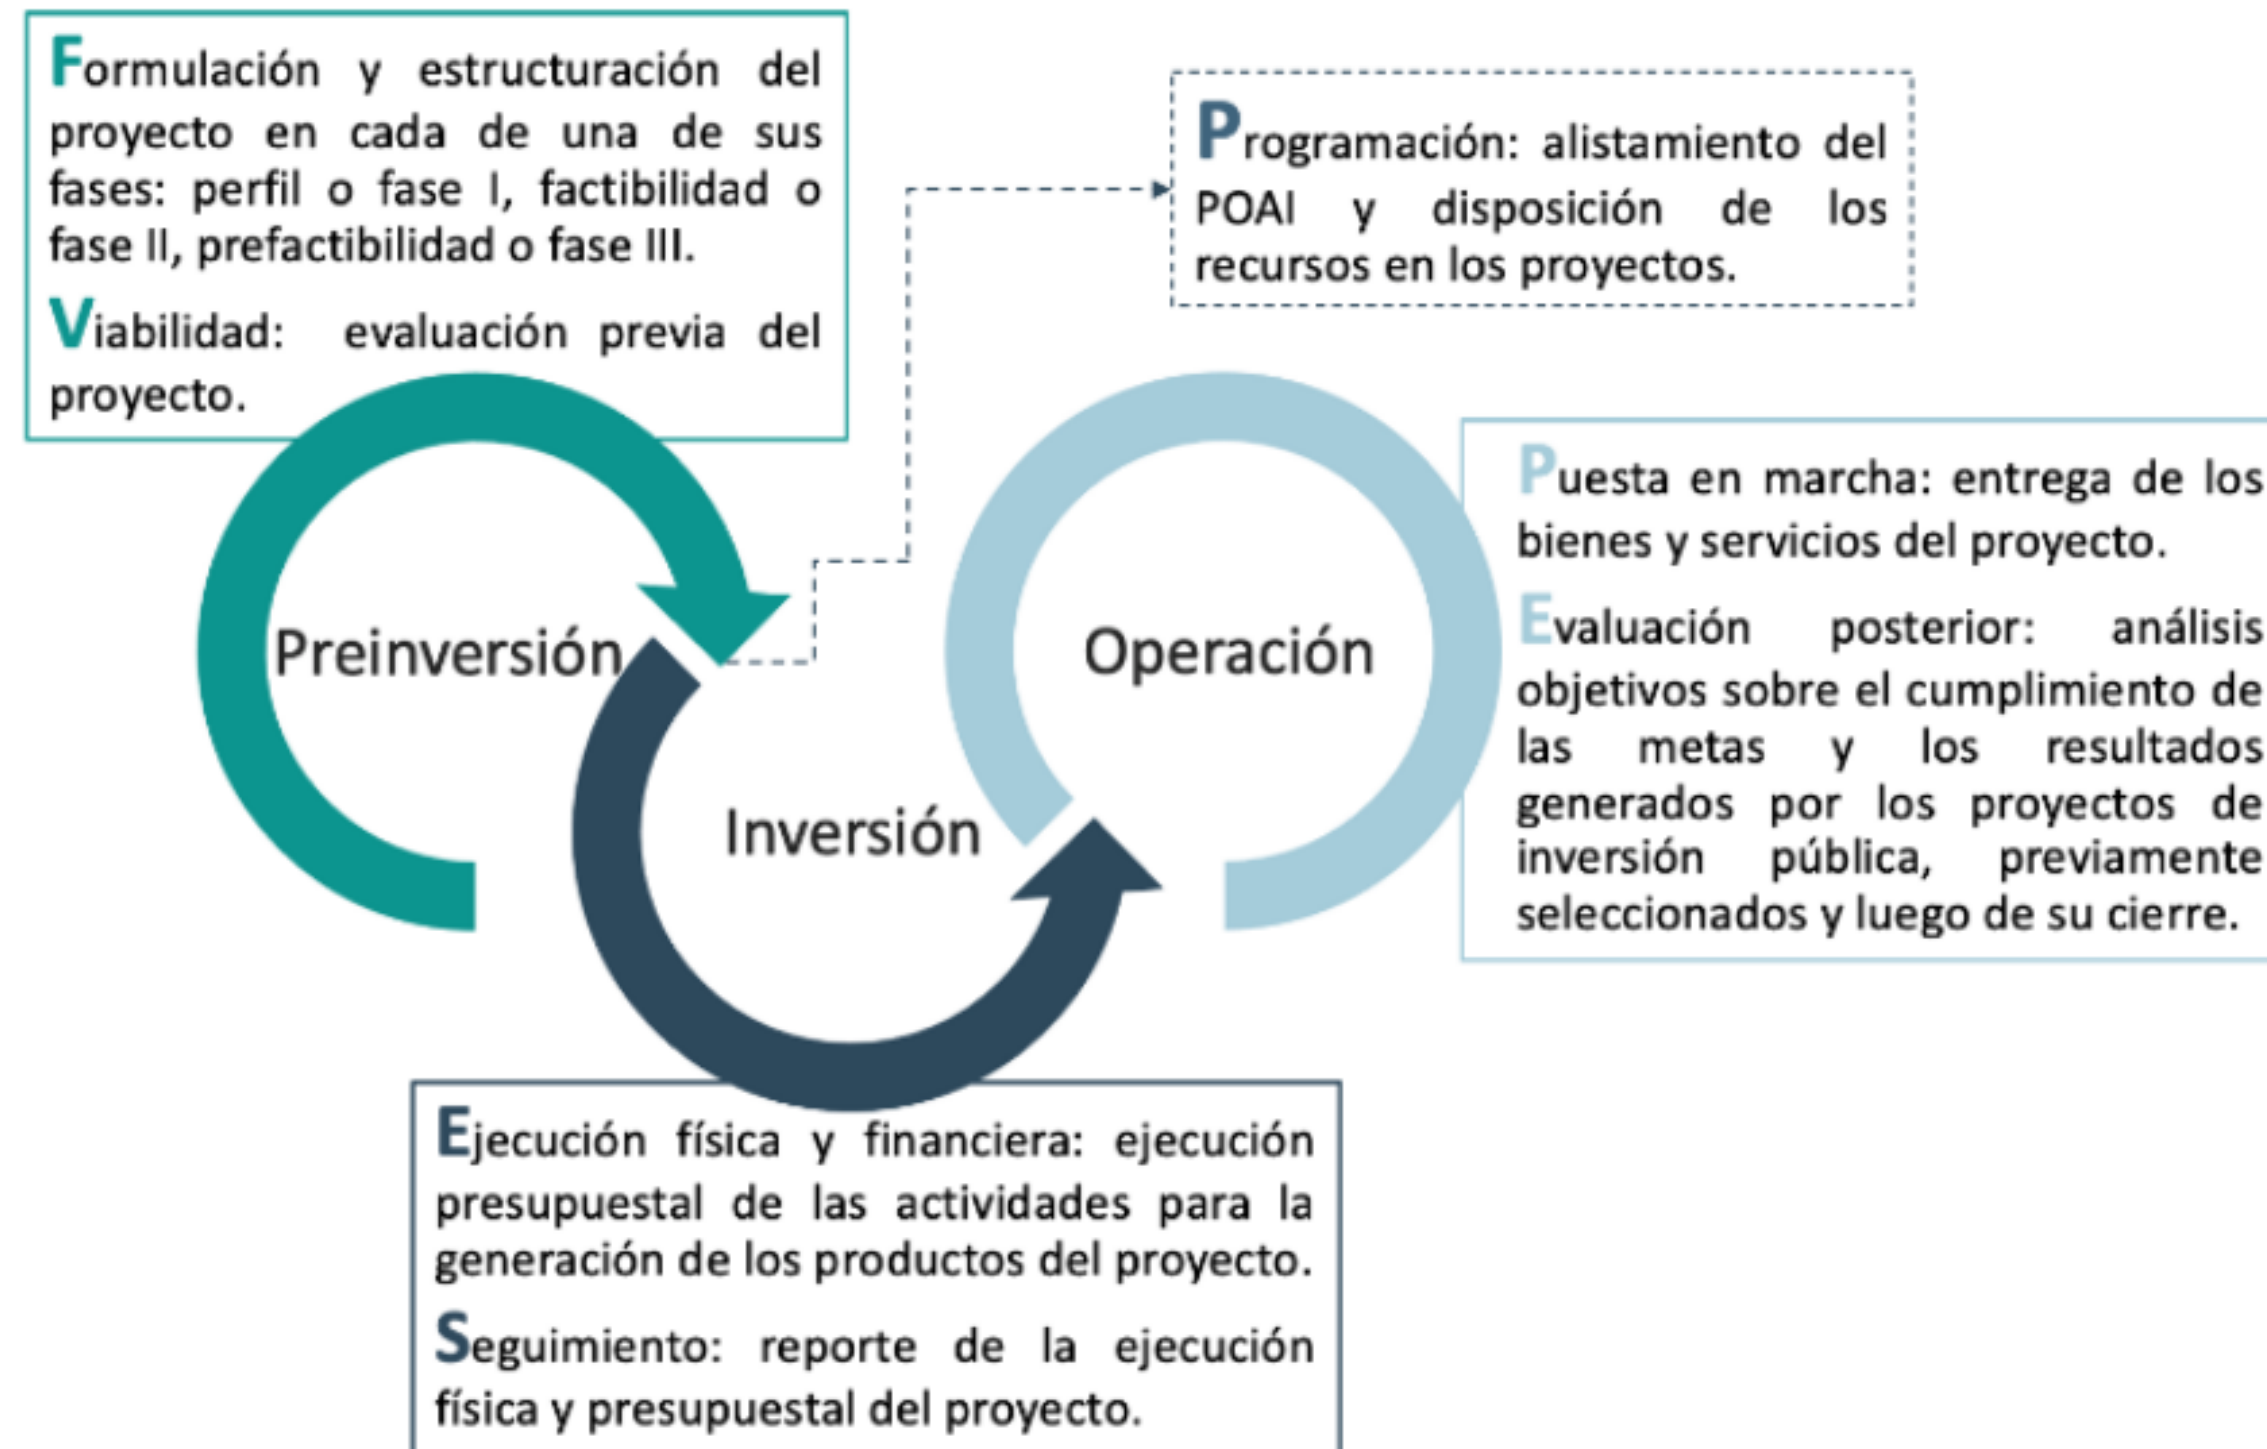 Formulación y estructuración del
proyecto en cada de una de sus
fases: perfil o fase I, factibilidad o
fase II, prefactibilidad o fase III.
Viabilidad: evaluación previa del
proyecto.
Programación: alistamiento del
POAI y disposición de los
recursos en los proyectos.
Preinversión
Inversión
Operación
Puesta en marcha: entrega de los
bienes y servicios del proyecto.
Evaluación posterior: análisis
objetivos sobre el cumplimiento de
las metas y los resultados
generados por los proyectos de
inversión pública, previamente
seleccionados y luego de su cierre.
Ejecución física y financiera: ejecución
presupuestal de las actividades para la
generación de los productos del proyecto.
Seguimiento: reporte de la ejecución
física y presupuestal del proyecto.